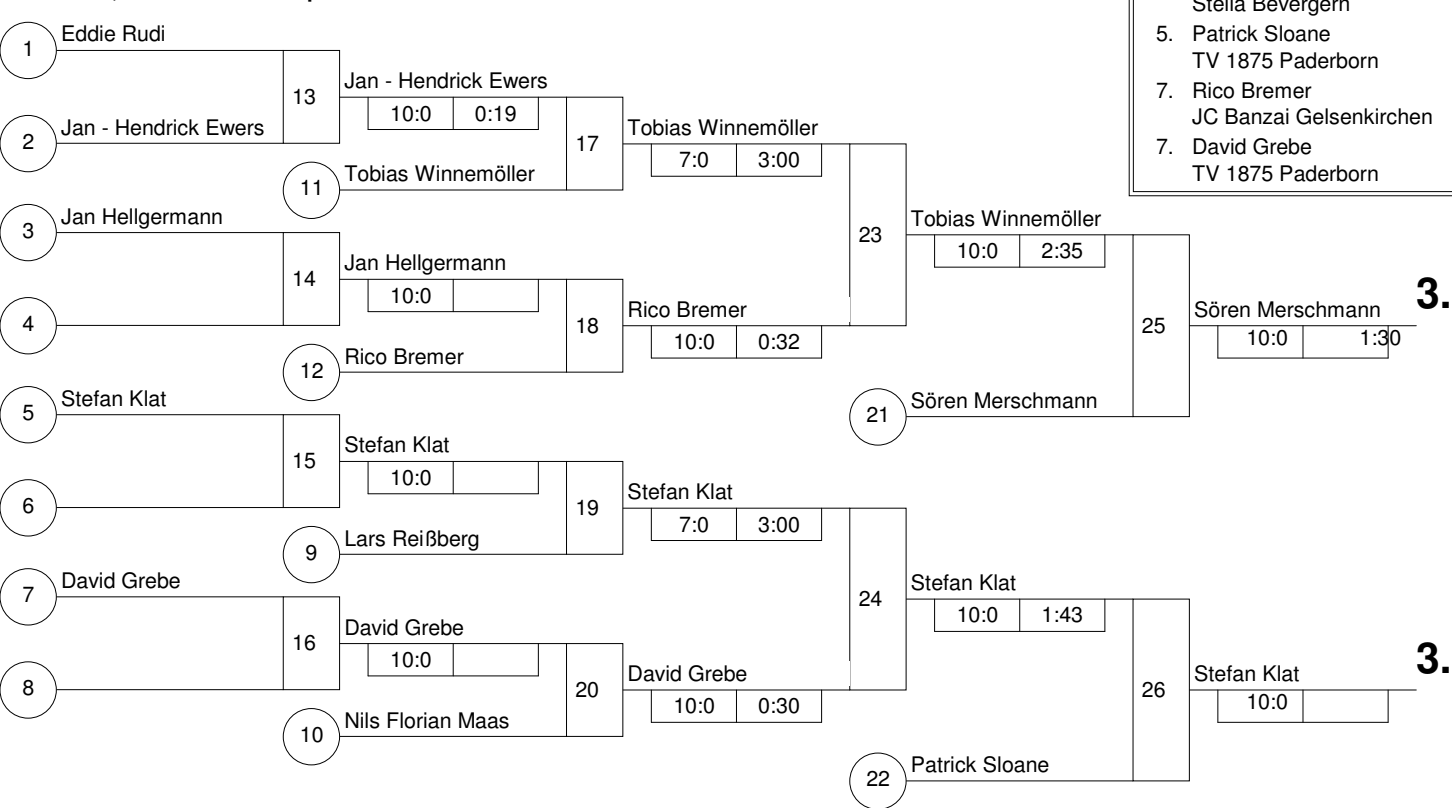 Stella Bevergern
5. Patrick Sloane
TV 1875 Paderborn
7. Rico Bremer
JC Banzai Gelsenkirchen
7. David Grebe
TV 1875 Paderborn
1 Eddie Rudi
13
Jan - Hendrick Ewers
10:0 0:19
2 Jan - Hendrick Ewers
17
Tobias Winnemöller
7:0 3:00
11 Tobias Winnemöller
3 Jan Hellgermann
23
Tobias Winnemöller
10:0 2:35
14
Jan Hellgermann
10:0
4
18
Rico Bremer
10:0 0:32
12 Rico Bremer
25
Sören Merschmann
3.
10:0 1:30
21 Sören Merschmann
5 Stefan Klat
15
Stefan Klat
10:0
6
19
Stefan Klat
7:0 3:00
9 Lars Reißberg
7 David Grebe
24
Stefan Klat
10:0 1:43
16
David Grebe
10:0
8
20
David Grebe
10:0 0:30
10 Nils Florian Maas
26
Stefan Klat
3.
10:0
22 Patrick Sloane